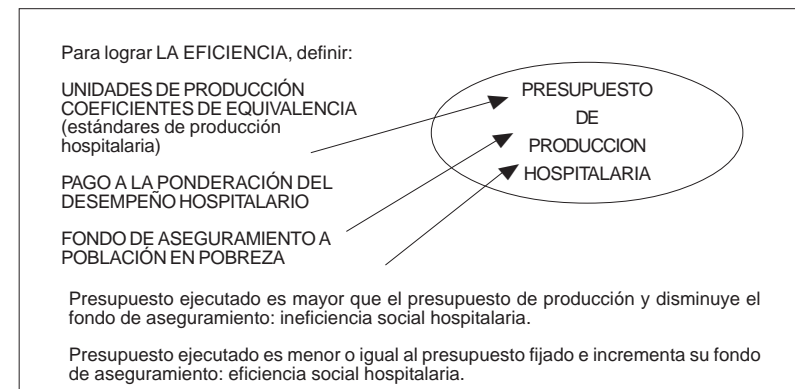 Para lograr LA EFICIENCIA, definir:
UNIDADES DE PRODUCCIÓN
COEFICIENTES DE EQUIVALENCIA
(estándares de producción
hospitalaria)
PAGO A LA PONDERACIÓN DEL
DESEMPEÑO HOSPITALARIO
FONDO DE ASEGURAMIENTO A
POBLACIÓN EN POBREZA
PRESUPUESTO
DE
PRODUCCION
HOSPITALARIA
Presupuesto ejecutado es mayor que el presupuesto de producción y disminuye el
fondo de aseguramiento: ineficiencia social hospitalaria.
Presupuesto ejecutado es menor o igual al presupuesto fijado e incrementa su fondo
de aseguramiento: eficiencia social hospitalaria.